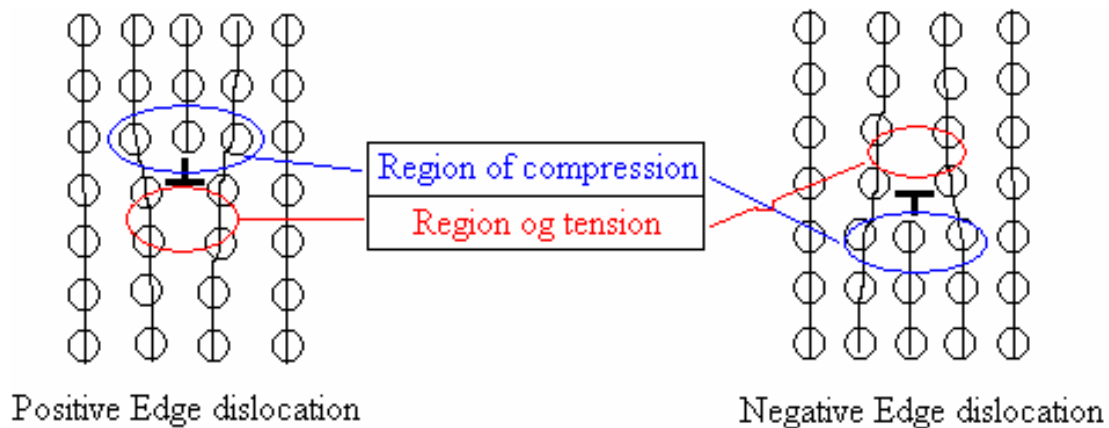 Region of compression
Region og tension
Positive Edge dislocation
Negative Edge dislocation